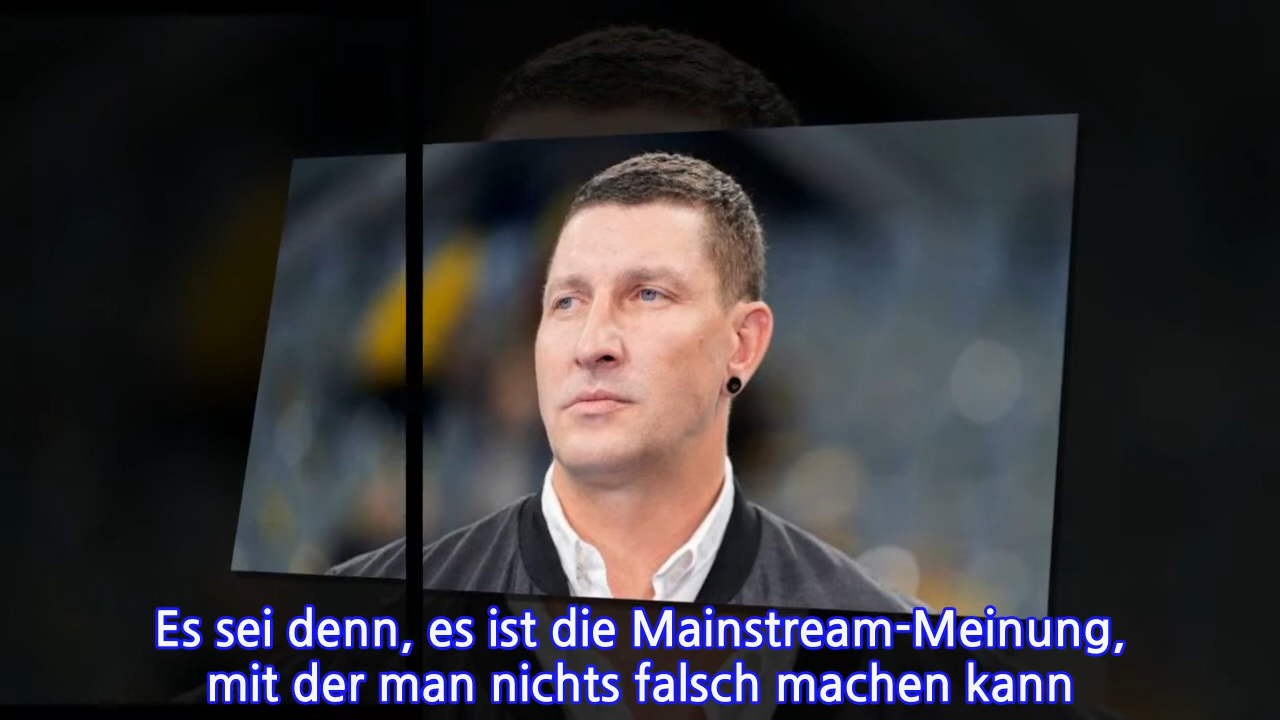 Es sei denn, es ist die Mainstream-Meinung,
mit der man nichts falsch machen kann